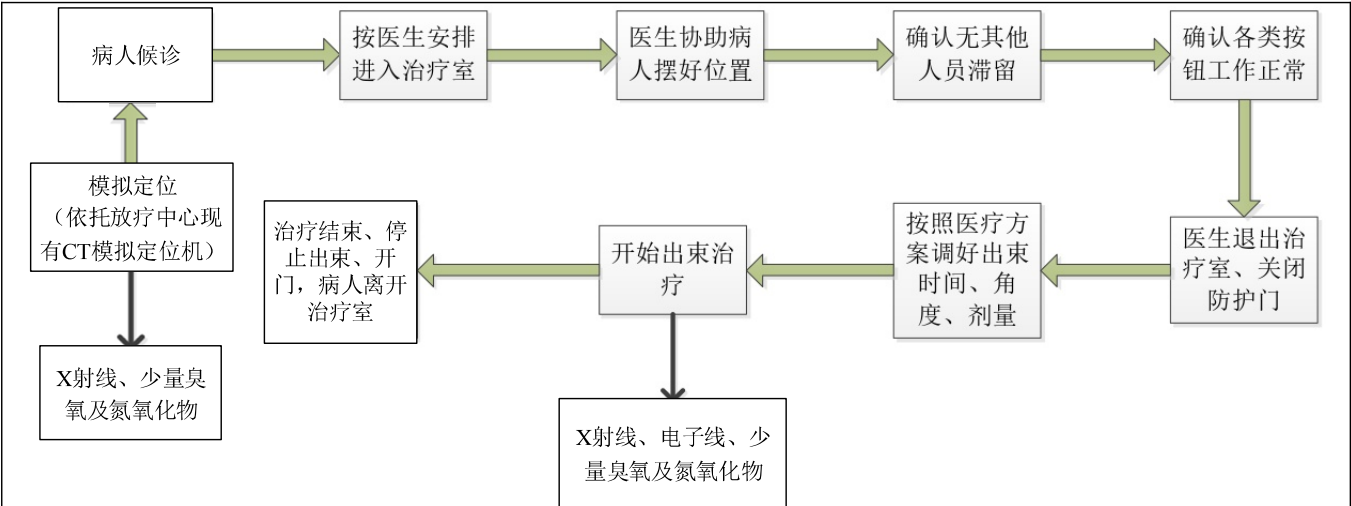 病人候诊
按医生安排
进入治疗室
医生协助病
人摆好位置
确认无其他
人员滞留
确认各类按
钮工作正常
模拟定位
（依托放疗中心现
有CT模拟定位机）
治疗结束、停
止出束、开
门，病人离开
治疗室
开始出束治
疗
按照医疗方
案调好出束
时间、角
度、剂量
医生退出治
疗室、关闭
防护门
X射线、少量臭
氧及氮氧化物
X射线、电子线、少
量臭氧及氮氧化物